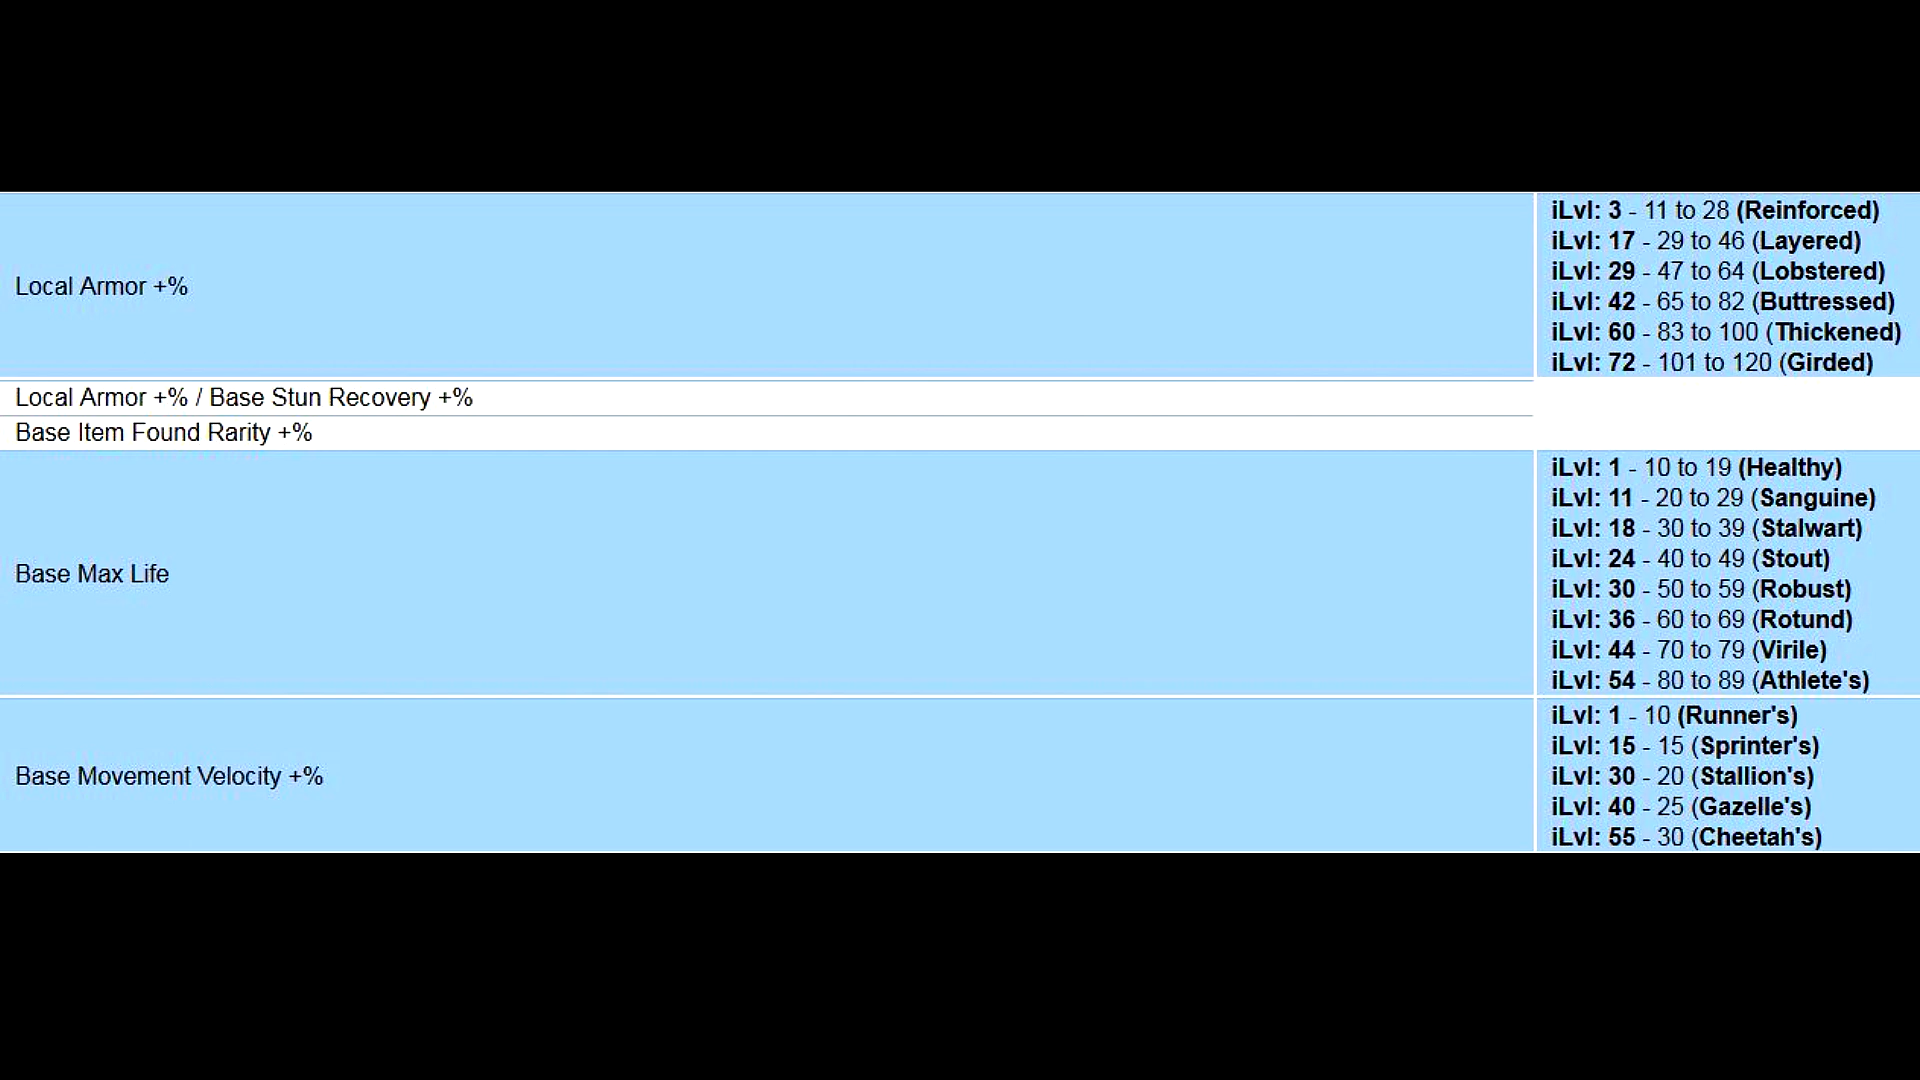 Local Armor +%
iLvl: 3 - 11 to 28 (Reinforced)
iLvl: 17 - 29 to 46 (Layered)
iLvl: 29 - 47 to 64 (Lobstered)
iLvl: 42 - 65 to 82 (Buttressed)
iLvl: 60 - 83 to 100 (Thickened)
iLvl: 72 - 101 to 120 (Girded)
Local Armor +% / Base Stun Recovery +%
Base Item Found Rarity +%
Base Max Life
iLvl: 1 - 10 to 19 (Healthy)
iLvl: 11 - 20 to 29 (Sanguine)
iLvl: 18 - 30 to 39 (Stalwart)
iLvl: 24 - 40 to 49 (Stout)
iLvl: 30 - 50 to 59 (Robust)
iLvl: 36 - 60 to 69 (Rotund)
iLvl: 44 - 70 to 79 (Virile)
iLvl: 54 - 80 to 89 (Athlete's)
Base Movement Velocity +%
iLvl: 1 - 10 (Runner's)
iLvl: 15 - 15 (Sprinter's)
iLvl: 30 - 20 (Stallion's)
iLvl: 40 - 25 (Gazelle's)
iLvl: 55 - 30 (Cheetah's)